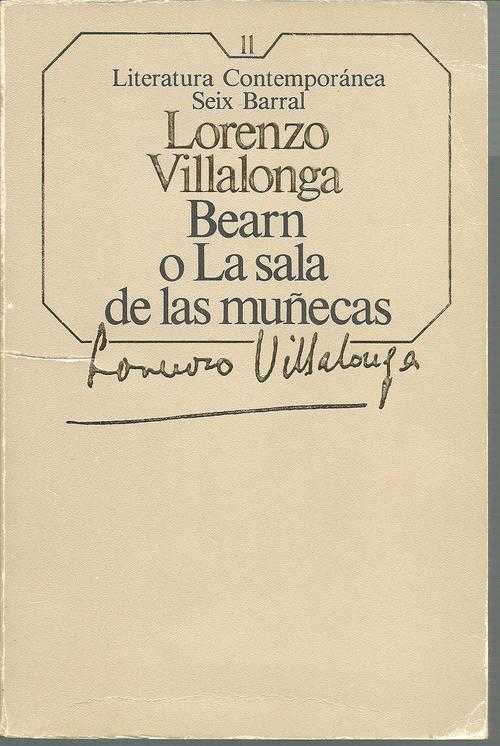 11
Literatura Contemporánea
Seix Barral
Lorenzo
Villalonga
Bearn
o La sala
de las muñecas
Lorenzo Villalonga